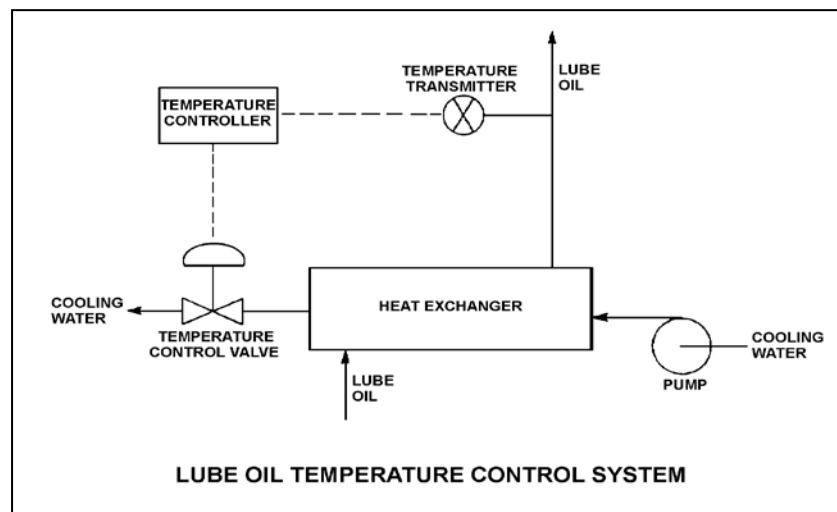 TEMPERATURE
TRANSMITTER
LUBE
OIL
TEMPERATURE
CONTROLLER
HEAT EXCHANGER
COOLING
WATER
TEMPERATURE
CONTROL VALVE
COOLING
WATER
PUMP
LUBE
OIL
LUBE OIL TEMPERATURE CONTROL SYSTEM